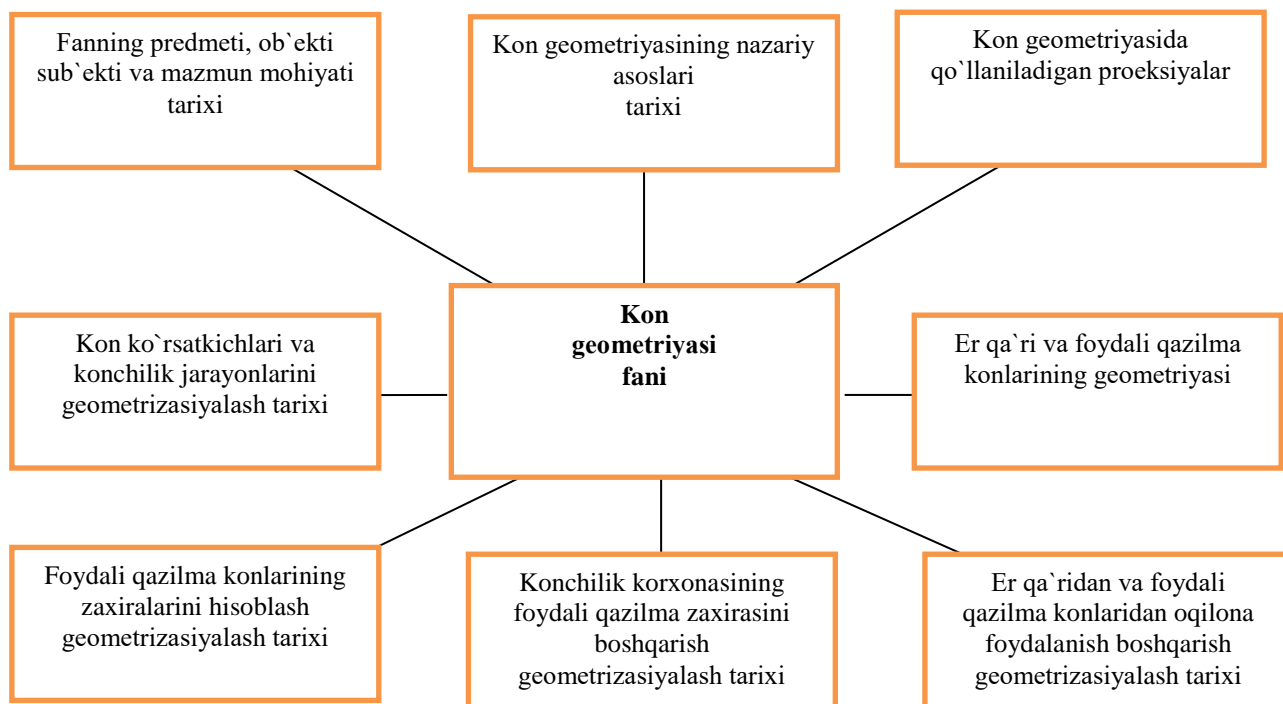 Fanning predmeti, ob`ekti
sub`ekti va mazmun mohiyati
tarixi
Kon geometriyasining nazariy
asoslari
tarixi
Kon geometriyasida
qo`llaniladigan proeksiyalar
Kon ko`rsatkichlari va
konchilik jarayonlarini
geometrizasiyalash tarixi
Kon
geometriyasi
fani
Er qa`ri va foydali qazilma
konlarining geometriyasi
Foydali qazilma konlarining
zaxiralarini hisoblash
geometrizasiyalash tarixi
Konchilik korxonasining
foydali qazilma zaxirasini
boshqarish
geometrizasiyalash tarixi
Er qa`ridan va foydali
qazilma konlaridan oqilona
foydalanish boshqarish
geometrizasiyalash tarixi